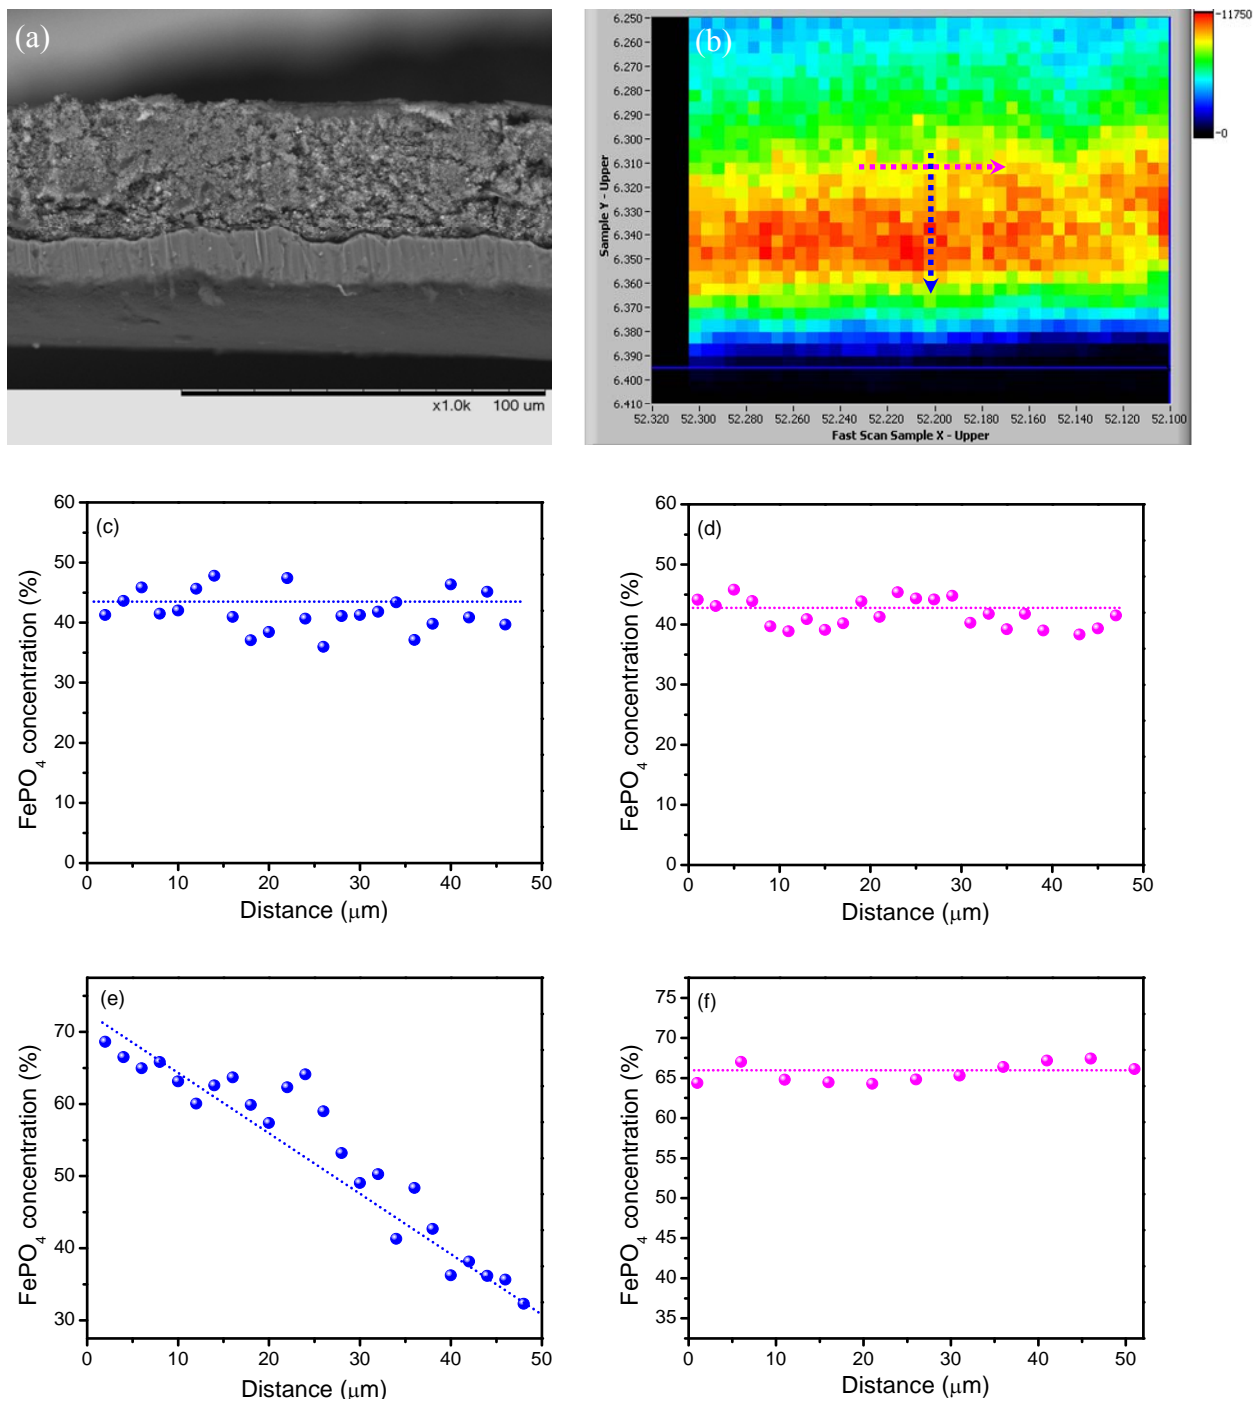 (a)
x1.0k 100 um
(b)
11750
0
6.250
6.260
6.270
6.280
6.290
6.300
6.310
6.320
6.330
6.340
6.350
6.360
6.370
6.380
6.390
6.400
6.410
Sample Y - Upper
52.320 52.300 52.280 52.260 52.240 52.220 52.200 52.180 52.160 52.140 52.120 52.100
Fast Scan Sample X - Upper
(c)
60
50
40
30
20
10
0
FePO4 concentration (%)
0 10 20 30 40 50
Distance (μm)
(d)
60
50
40
30
20
10
0
FePO4 concentration (%)
0 10 20 30 40 50
Distance (μm)
(e)
70
60
50
40
30
FePO4 concentration (%)
0 10 20 30 40 50
Distance (μm)
(f)
75
70
65
60
55
50
45
40
35
FePO4 concentration (%)
0 10 20 30 40 50
Distance (μm)